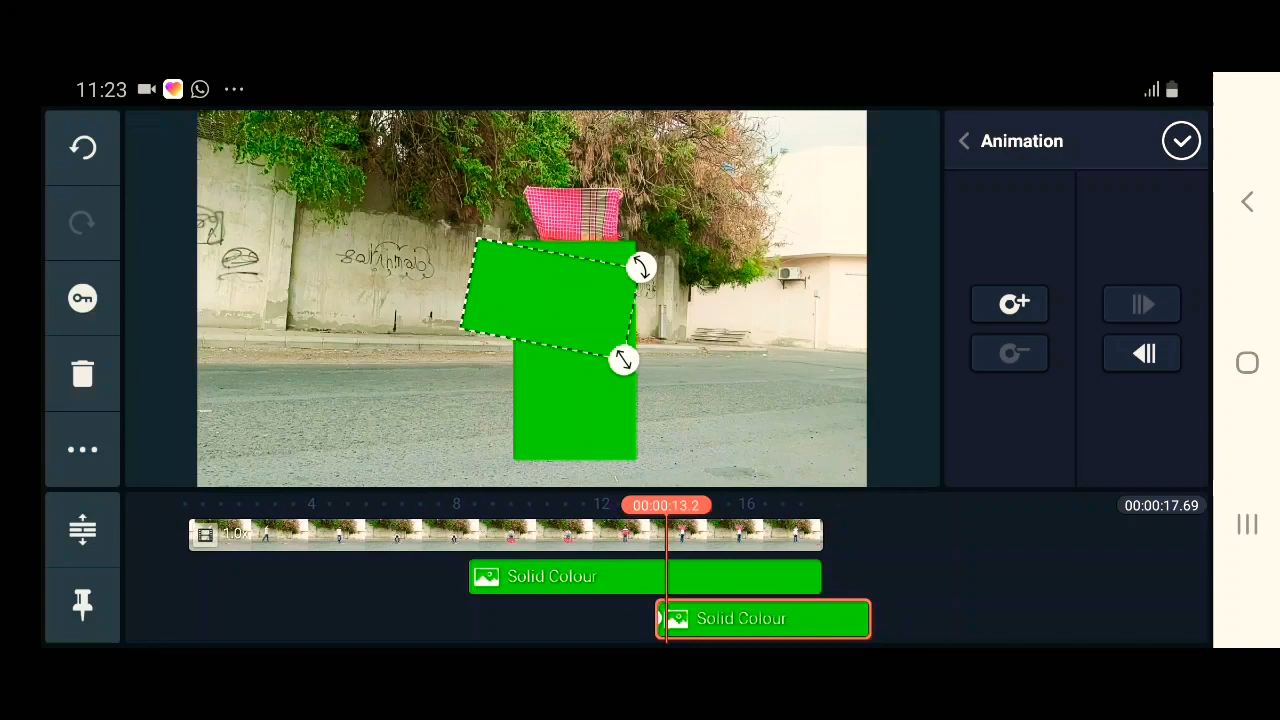 11:23
Animation
4 8 12 16
00:00:13.2
00:00:17.69
1.0x
Solid Colour
Solid Colour